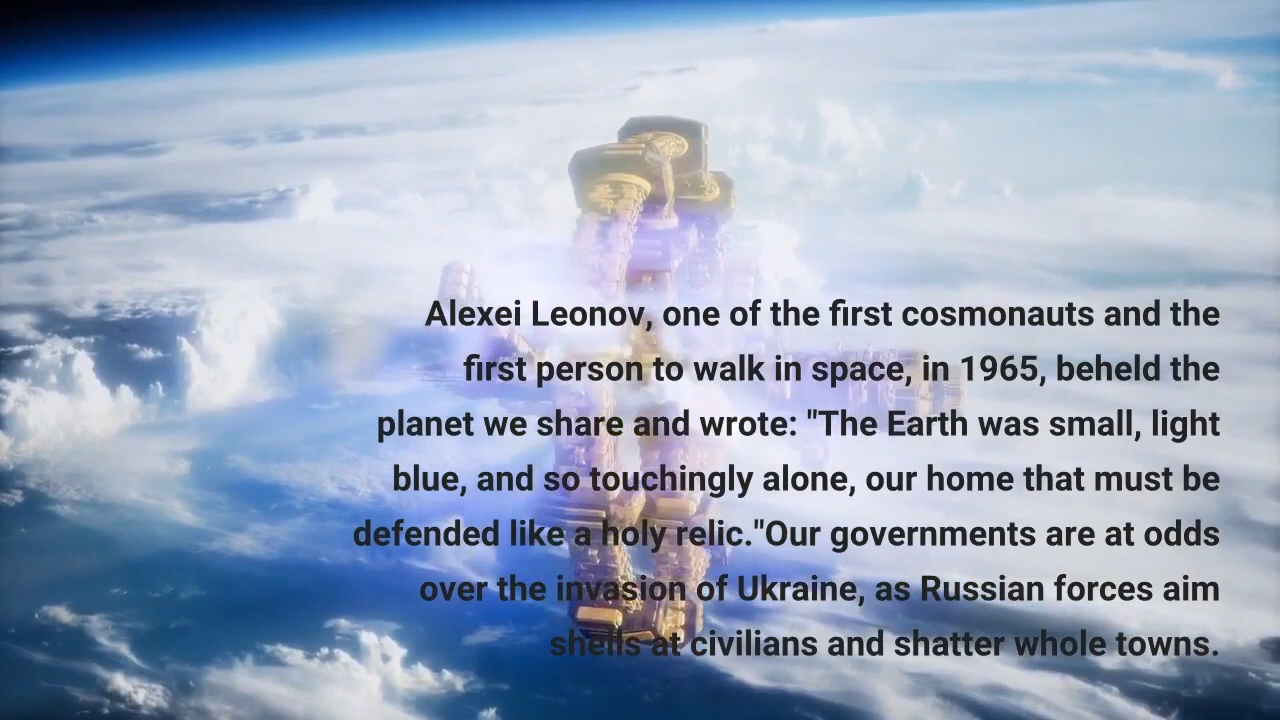 Alexei Leonov, one of the first cosmonauts and the
first person to walk in space, in 1965, beheld the
planet we share and wrote: "The Earth was small, light
blue, and so touchingly alone, our home that must be
defended like a holy relic."Our governments are at odds
over the invasion of Ukraine, as Russian forces aim
shells at civilians and shatter whole towns.